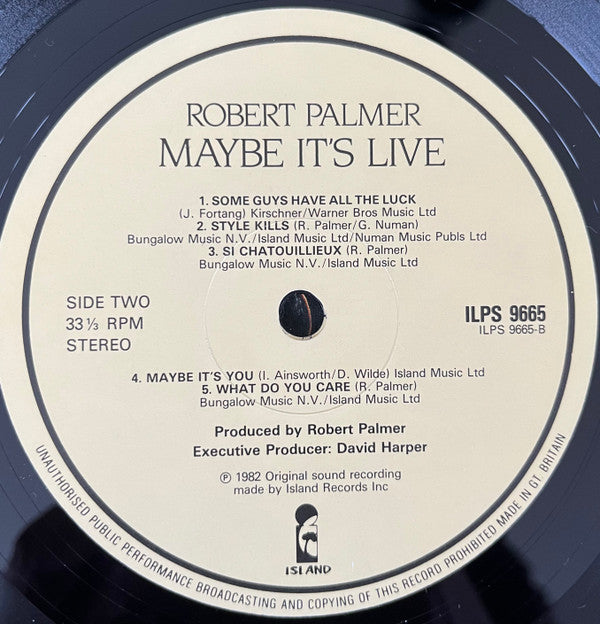 ROBERT PALMER
MAYBE IT'S LIVE
1. SOME GUYS HAVE ALL THE LUCK
(J. Fortang) Kirschner/Warner Bros Music Ltd
2. STYLE KILLS (R. Palmer/G. Numan)
Bungalow Music N.V./Island Music Ltd/Numan Music Publs Ltd
3. SI CHATOUILLIEUX (R. Palmer)
Bungalow Music N.V./Island Music Ltd
SIDE TWO
33⅓ RPM
STEREO
ILPS 9665
ILPS 9665-B
4. MAYBE IT'S YOU (I. Ainsworth/D. Wilde) Island Music Ltd
5. WHAT DO YOU CARE (R. Palmer)
Bungalow Music N.V./Island Music Ltd
Produced by Robert Palmer
Executive Producer: David Harper
℗ 1982 Original sound recording
made by Island Records Inc
ISLAND
UNAUTHORISED PUBLIC PERFORMANCE BROADCASTING AND COPYING OF THIS RECORD PROHIBITED MADE IN GT. BRITAIN